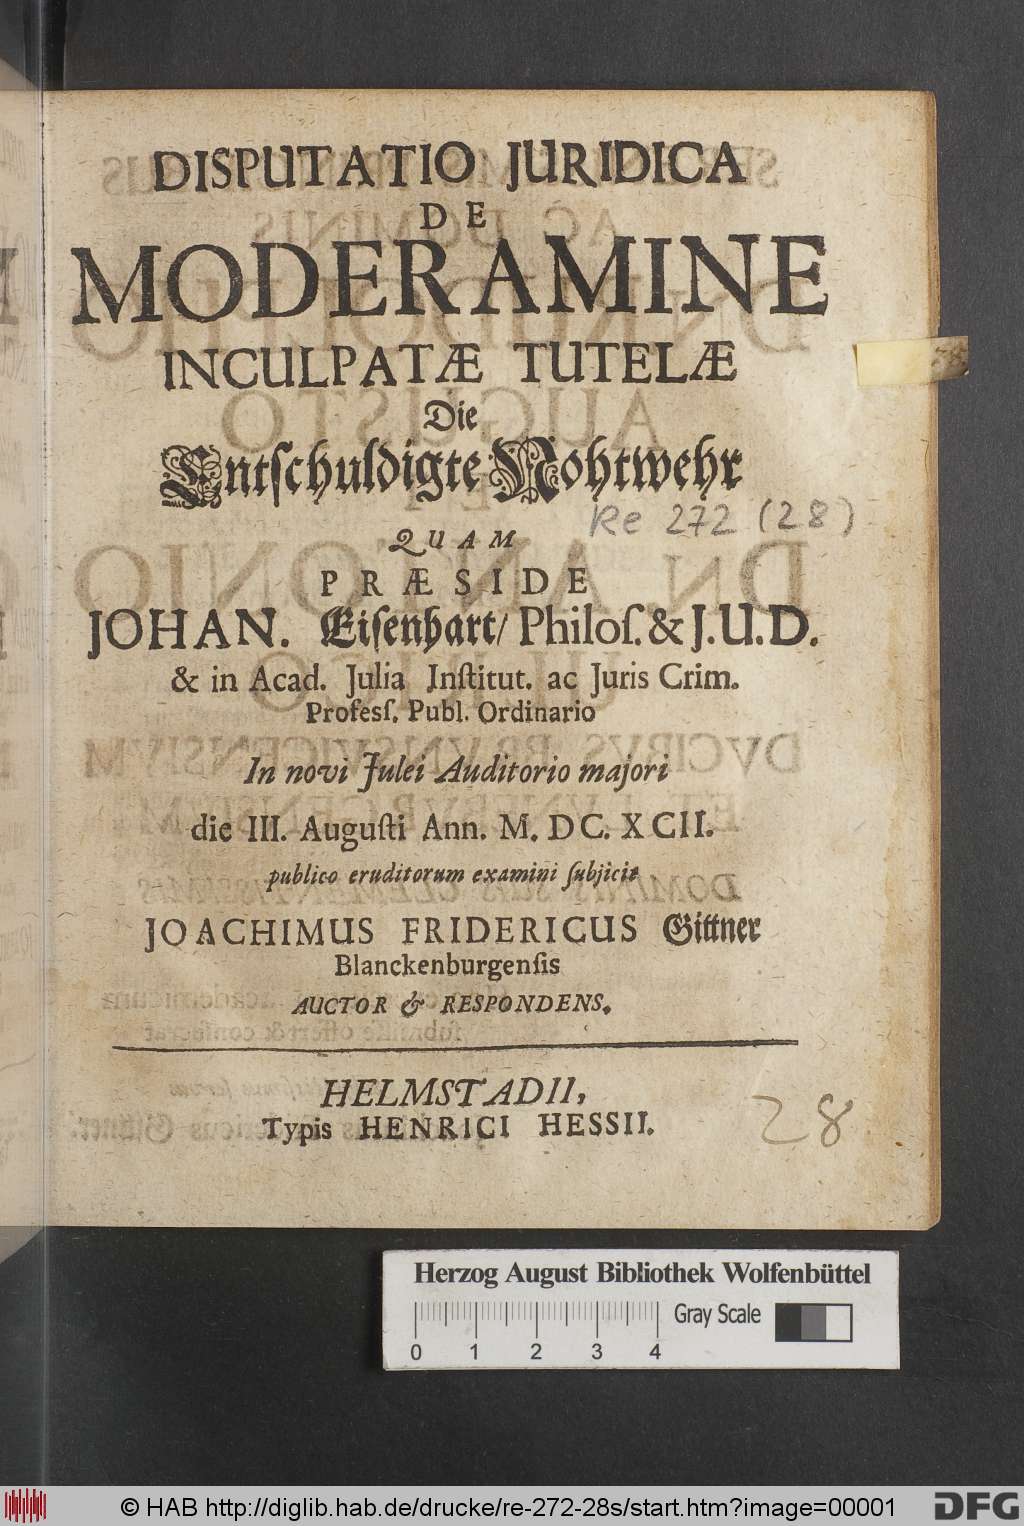 DISPUTATIO JURIDICA
DE
MODERAMINE
INCULPATÆ TUTELÆ
Die
Entſchuldigte Nohtwehr
Re 272 (28)
QUAM
PRÆSIDE
JOHAN. Eiſenhart/ Philoſ. & J.U.D.
& in Acad. Julia Inſtitut. ac Juris Crim.
Profeſſ. Publ. Ordinario
In novi Julei Auditorio majori
die III. Auguſti Ann. M. DC. XCII.
publico eruditorum examini ſubjicit
JOACHIMUS FRIDERICUS Gittner
Blanckenburgenſis
AUCTOR & RESPONDENS.
HELMSTADII,
Typis HENRICI HESSII.
28
Herzog August Bibliothek Wolfenbüttel
Gray Scale
0 1 2 3 4
© HAB http://diglib.hab.de/drucke/re-272-28s/start.htm?image=00001
DFG